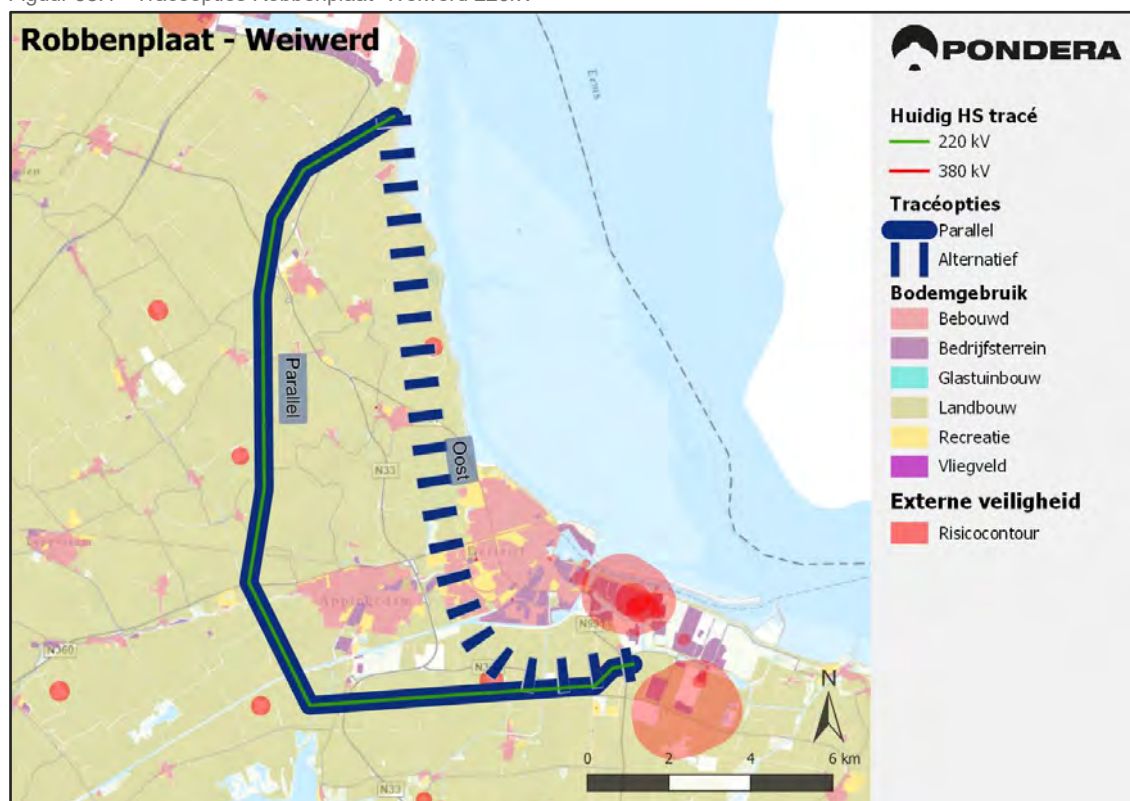 Robbenplaat - Weiwerd
PONDERA
Huidig HS tracé
220 kV
380 kV
Tracéopties
Parallel
Alternatief
Bodemgebruik
Bebouwd
Bedrijfsterrein
Glastuinbouw
Landbouw
Recreatie
Vliegveld
Externe veiligheid
Risicocontour
Eems
Parallel
Oost
N33
Delfzijl
Appingedam
N360
N33
N
0 2 4 6 km